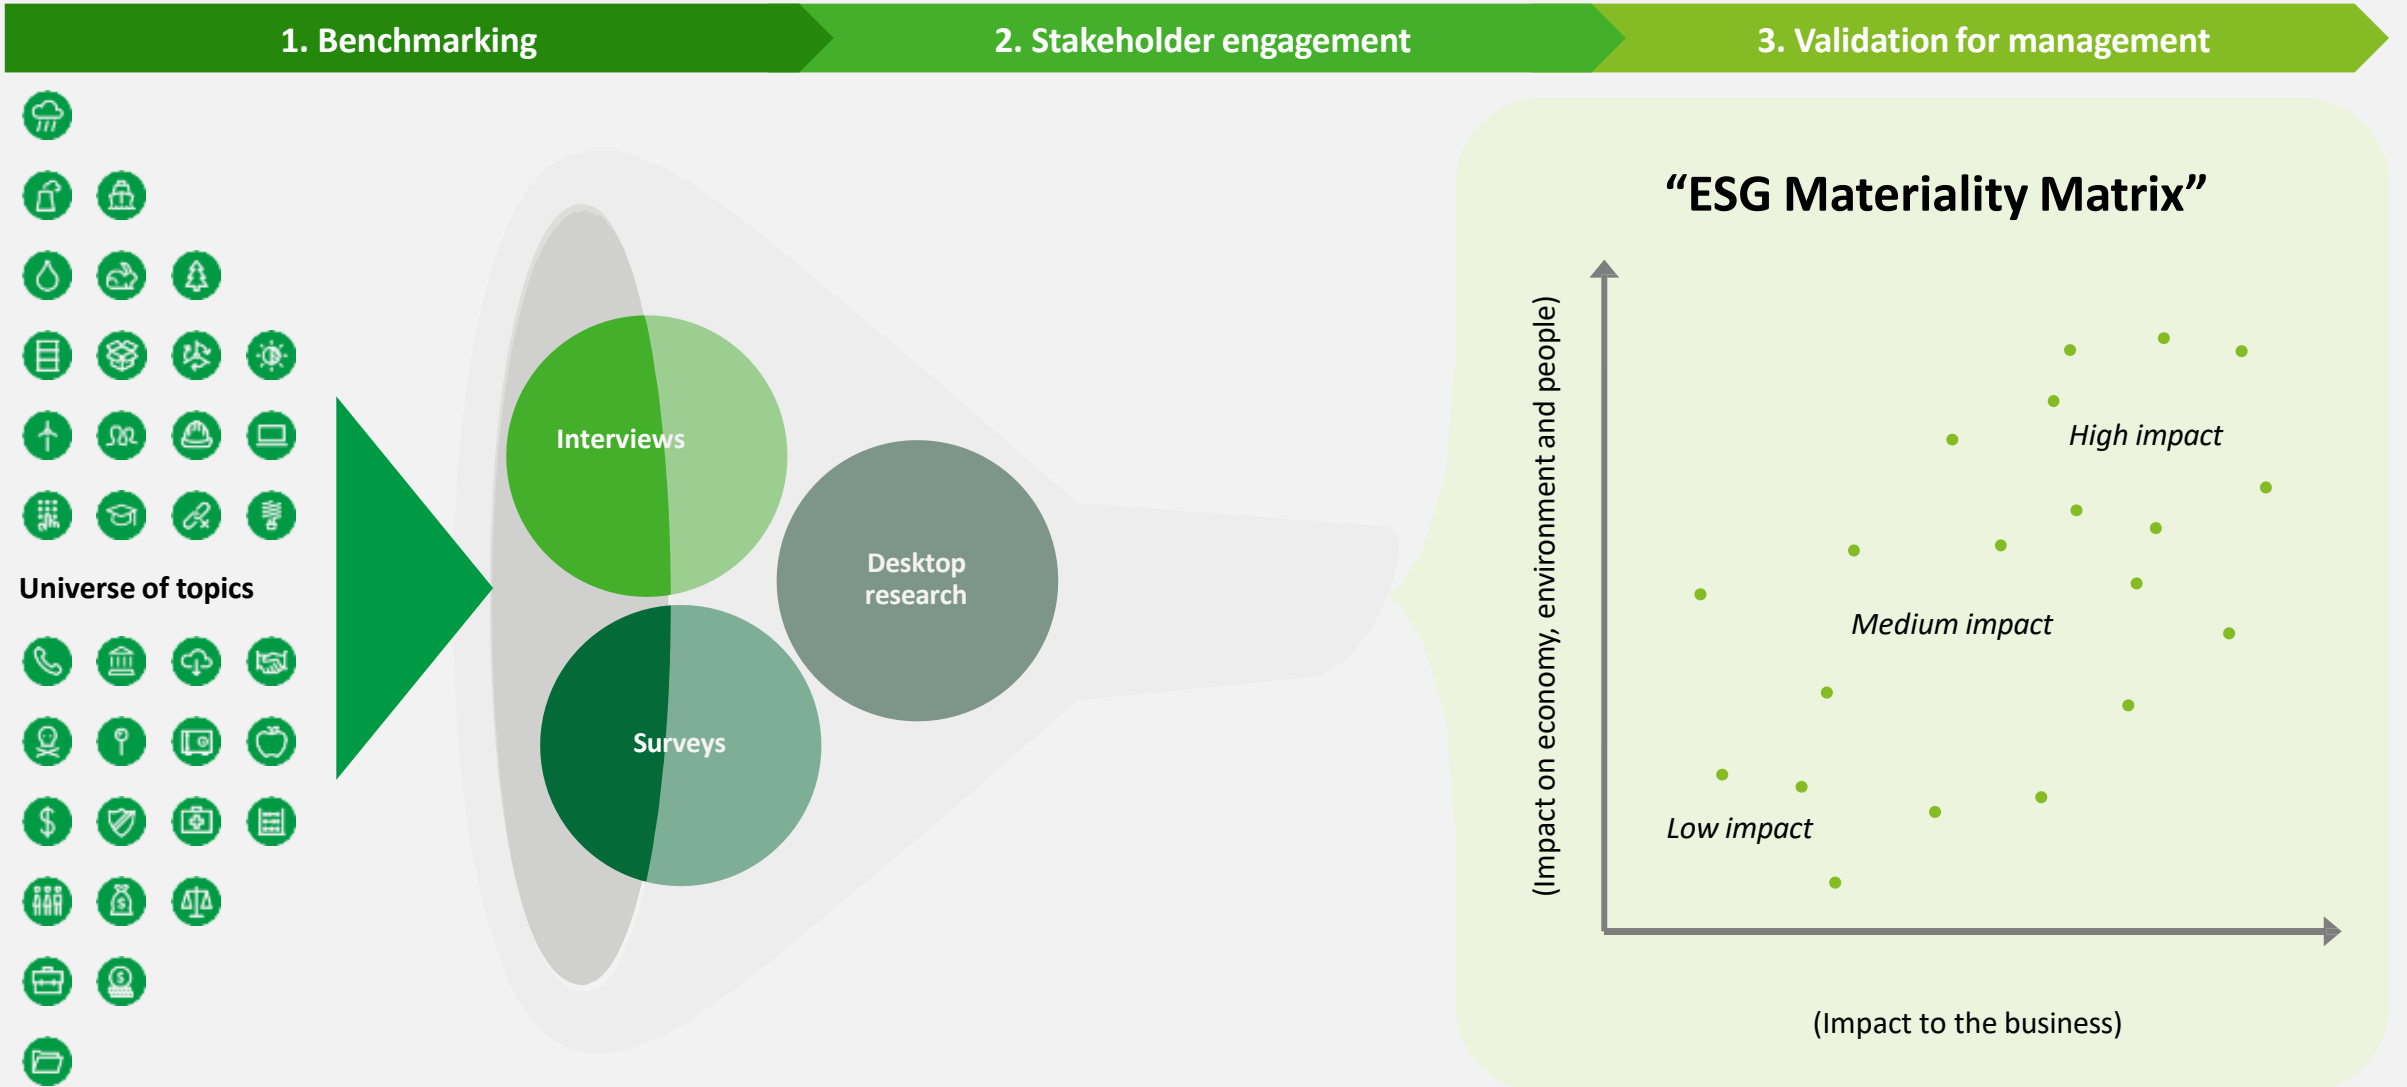 1. Benchmarking
2. Stakeholder engagement
3. Validation for management
Universe of topics
Interviews
Surveys
Desktop
research
“ESG Materiality Matrix”
(Impact on economy, environment and people)
High impact
Medium impact
Low impact
(Impact to the business)